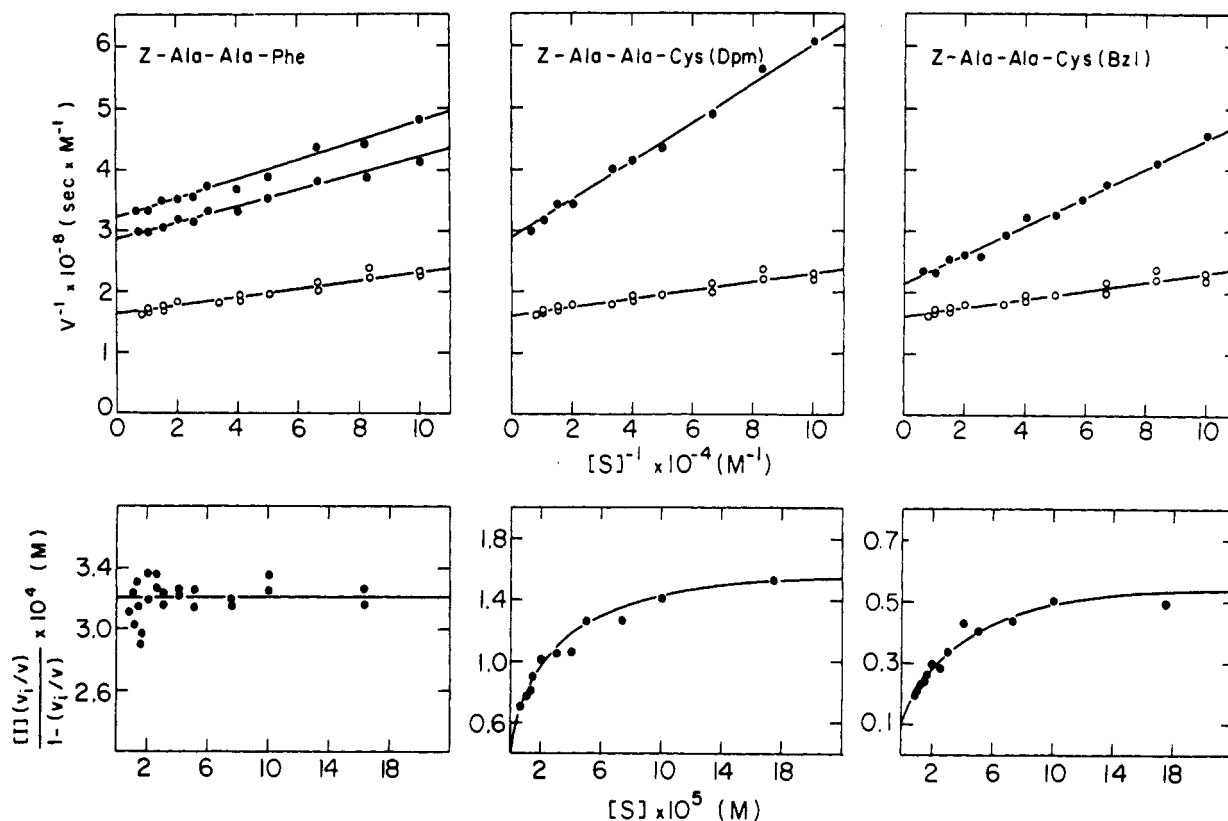 Z-Ala-Ala-Phe
Z-Ala-Ala-Cys (Dpm)
Z-Ala-Ala-Cys (Bzl)
V⁻¹ x10⁻⁸ (sec x M⁻¹)
6
5
4
3
2
1
0
0 2 4 6 8 10
0 2 4 6 8 10
0 2 4 6 8 10
[S]⁻¹ x10⁻⁴ (M⁻¹)
[I] (vᵢ/v)
1-(vᵢ/v)
x 10⁴ (M)
3.4
3.0
2.6
2 6 10 14 18
1.8
1.4
1.0
0.6
2 6 10 14 18
0.7
0.5
0.3
0.1
2 6 10 14 18
[S] x10⁵ (M)